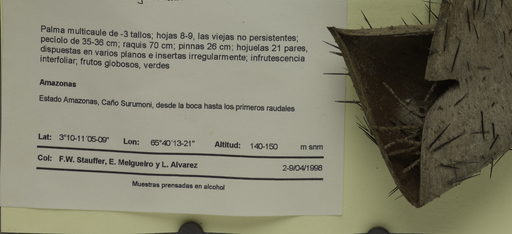 Palma multicaule de -3 tallos; hojas 8-9, las viejas no persistentes;
peciolo de 35-36 cm; raquis 70 cm; pinnas 26 cm; hojuelas 21 pares,
dispuestas en varios planos e insertas irregularmente; infrutescencia
interfoliar; frutos globosos, verdes
Amazonas
Estado Amazonas, Caño Surumoni, desde la boca hasta los primeros raudales
Lat: 3°10-11´05-09" Lon: 65°40´13-21" Altitud: 140-150 m snm
Col: F.W. Stauffer, E. Melgueiro y L. Alvarez 2-9/04/1998
Muestras prensadas en alcohol